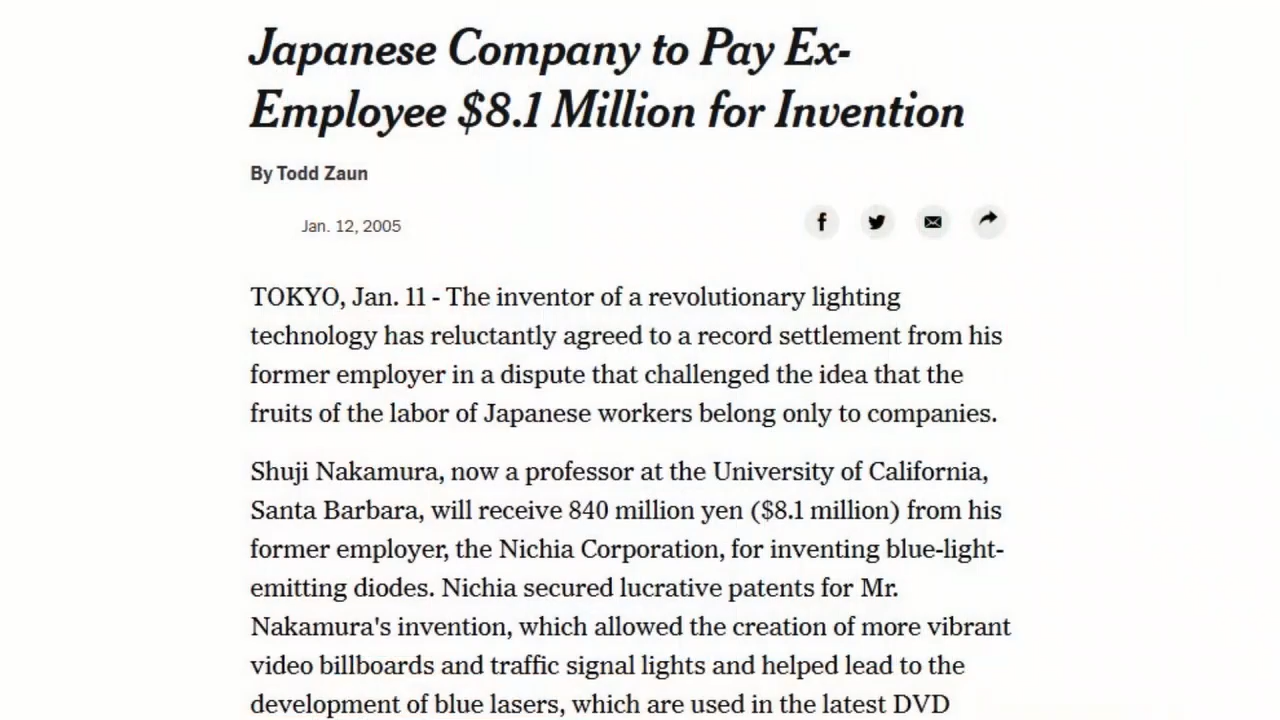 Japanese Company to Pay Ex-
Employee $8.1 Million for Invention
By Todd Zaun
Jan. 12, 2005
TOKYO, Jan. 11 - The inventor of a revolutionary lighting
technology has reluctantly agreed to a record settlement from his
former employer in a dispute that challenged the idea that the
fruits of the labor of Japanese workers belong only to companies.
Shuji Nakamura, now a professor at the University of California,
Santa Barbara, will receive 840 million yen ($8.1 million) from his
former employer, the Nichia Corporation, for inventing blue-light-
emitting diodes. Nichia secured lucrative patents for Mr.
Nakamura's invention, which allowed the creation of more vibrant
video billboards and traffic signal lights and helped lead to the
development of blue lasers, which are used in the latest DVD